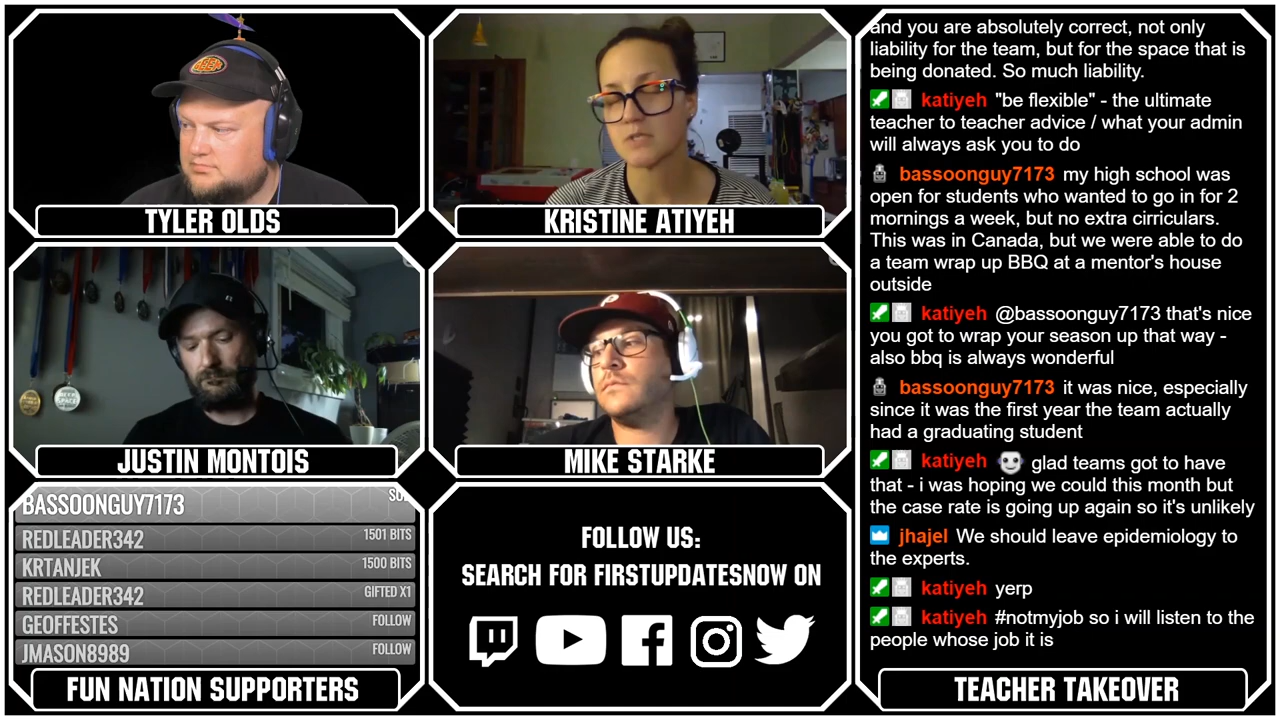 GEEK
TYLER OLDS
KRISTINE ATIYEH
JUSTIN MONTOIS
MIKE STARKE
BASSOONGUY7173
REDLEADER342 1501 BITS
KRTANJEK 1500 BITS
REDLEADER342 GIFTED X1
GEOFFESTES FOLLOW
JMASON8989 FOLLOW
FUN NATION SUPPORTERS
FOLLOW US:
SEARCH FOR FIRSTUPDATESNOW ON
and you are absolutely correct, not only
liability for the team, but for the space that is
being donated. So much liability.
katiyeh "be flexible" - the ultimate
teacher to teacher advice / what your admin
will always ask you to do
bassoonguy7173 my high school was
open for students who wanted to go in for 2
mornings a week, but no extra cirriculars.
This was in Canada, but we were able to do
a team wrap up BBQ at a mentor's house
outside
katiyeh @bassoonguy7173 that's nice
you got to wrap your season up that way -
also bbq is always wonderful
bassoonguy7173 it was nice, especially
since it was the first year the team actually
had a graduating student
katiyeh glad teams got to have
that - i was hoping we could this month but
the case rate is going up again so it's unlikely
jhajel We should leave epidemiology to
the experts.
katiyeh yerp
katiyeh #notmyjob so i will listen to the
people whose job it is
TEACHER TAKEOVER